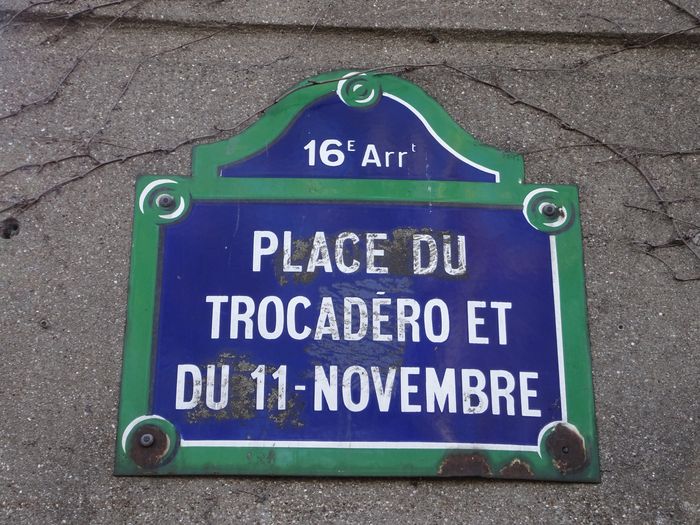 16E Arrt
PLACE DU
TROCADÉRO ET
DU 11-NOVEMBRE